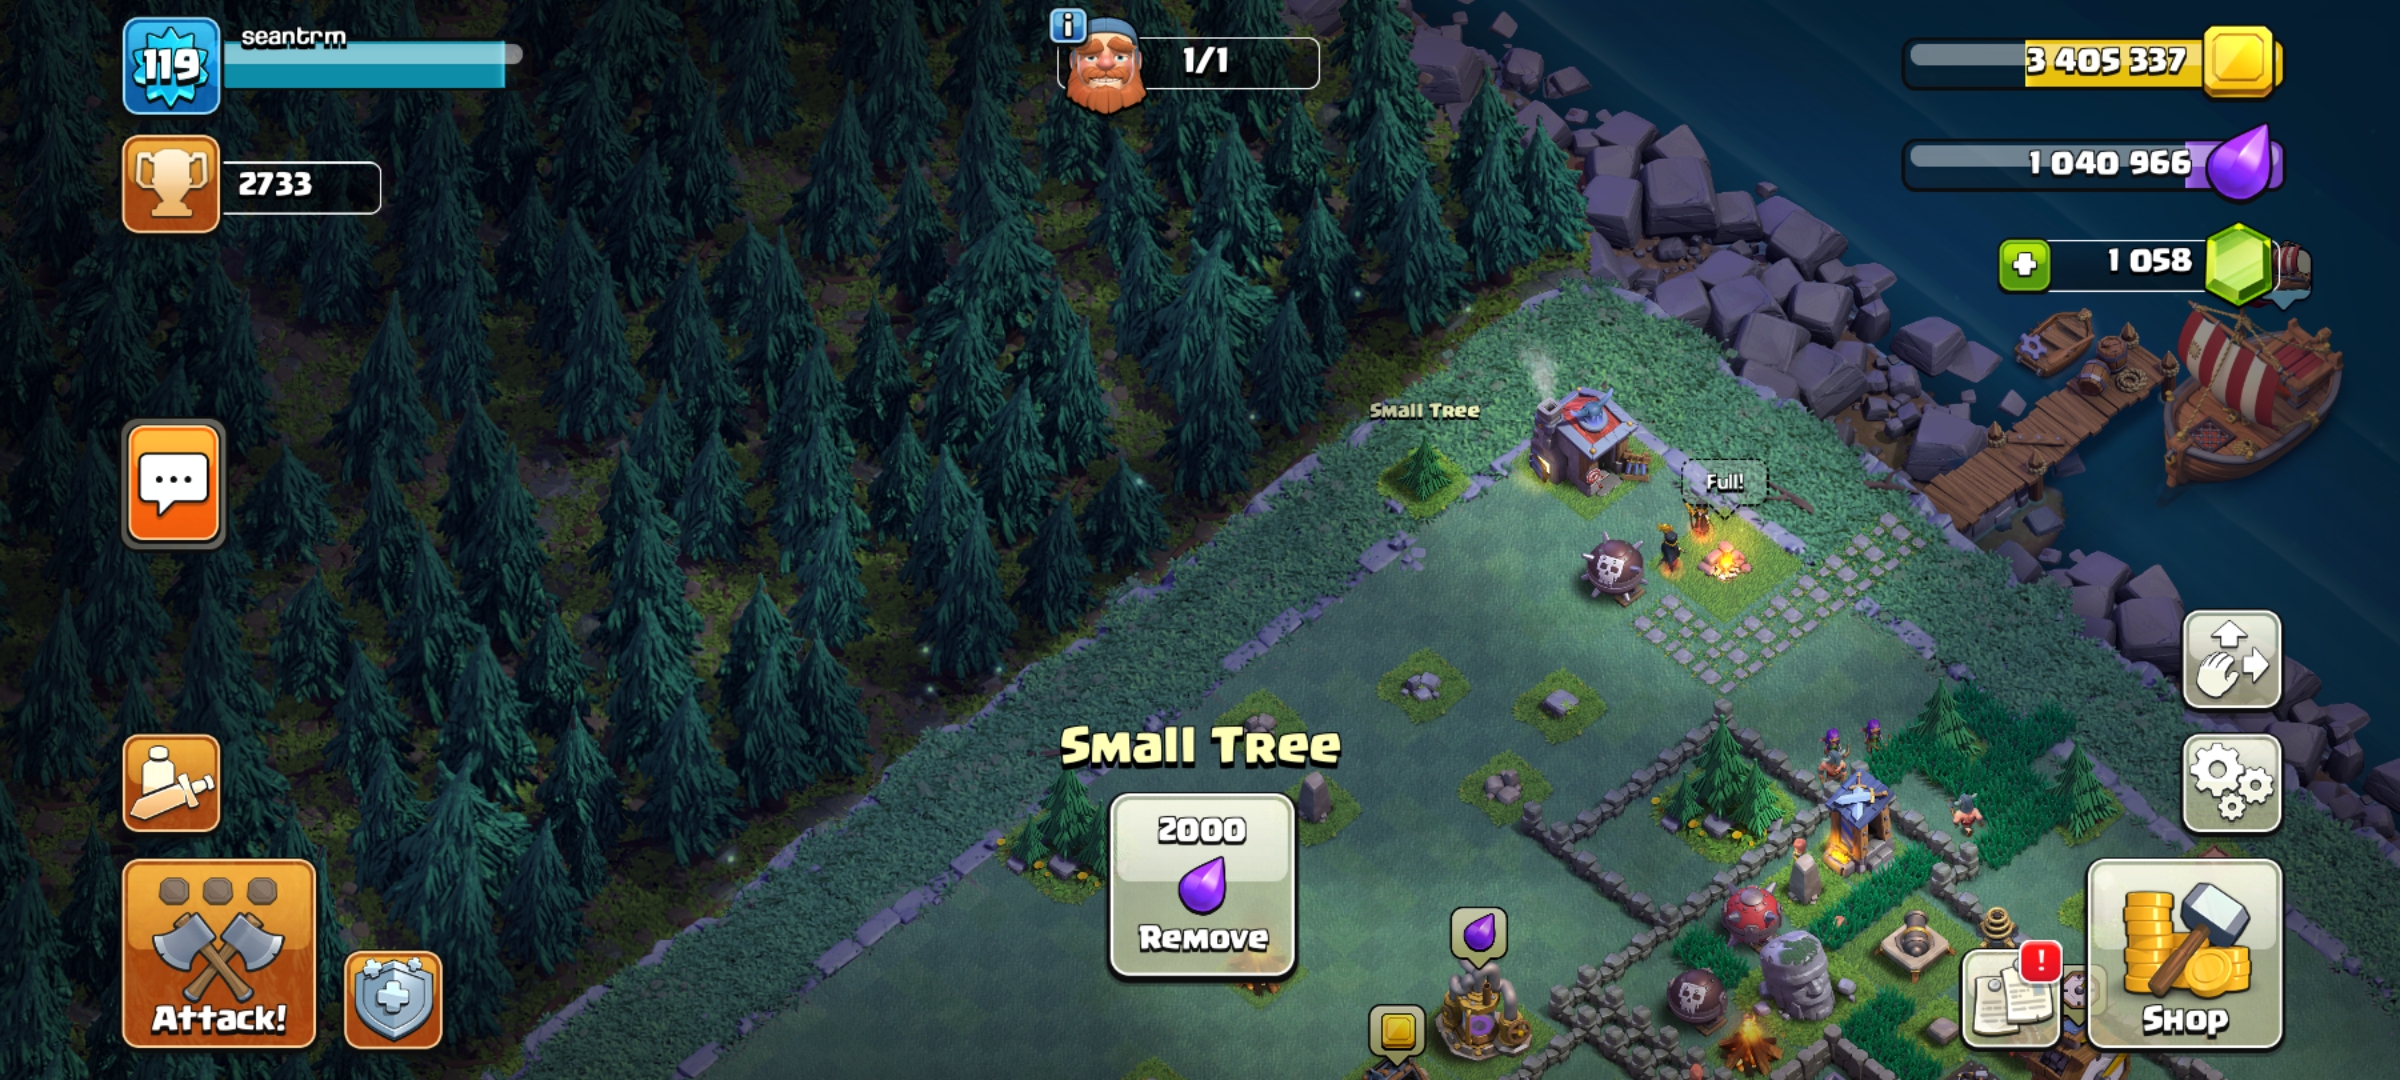 119
seantrm
2733
i
1/1
3 405 337
1 040 966
1 058
Small Tree
Full!
Small Tree
2000
Remove
Attack!
!
Shop